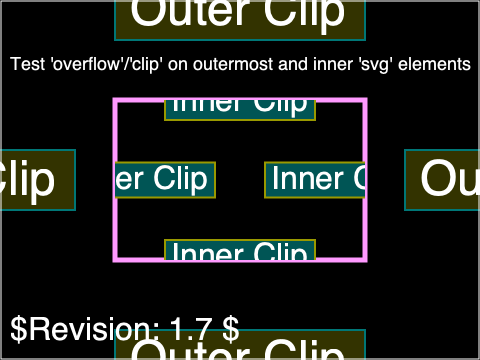 Outer Clip
Test 'overflow'/'clip' on outermost and inner 'svg' elements
Inner Clip
Clip er Clip Inner C Ou
Inner Clip
$Revision: 1.7 $
Outer Clip